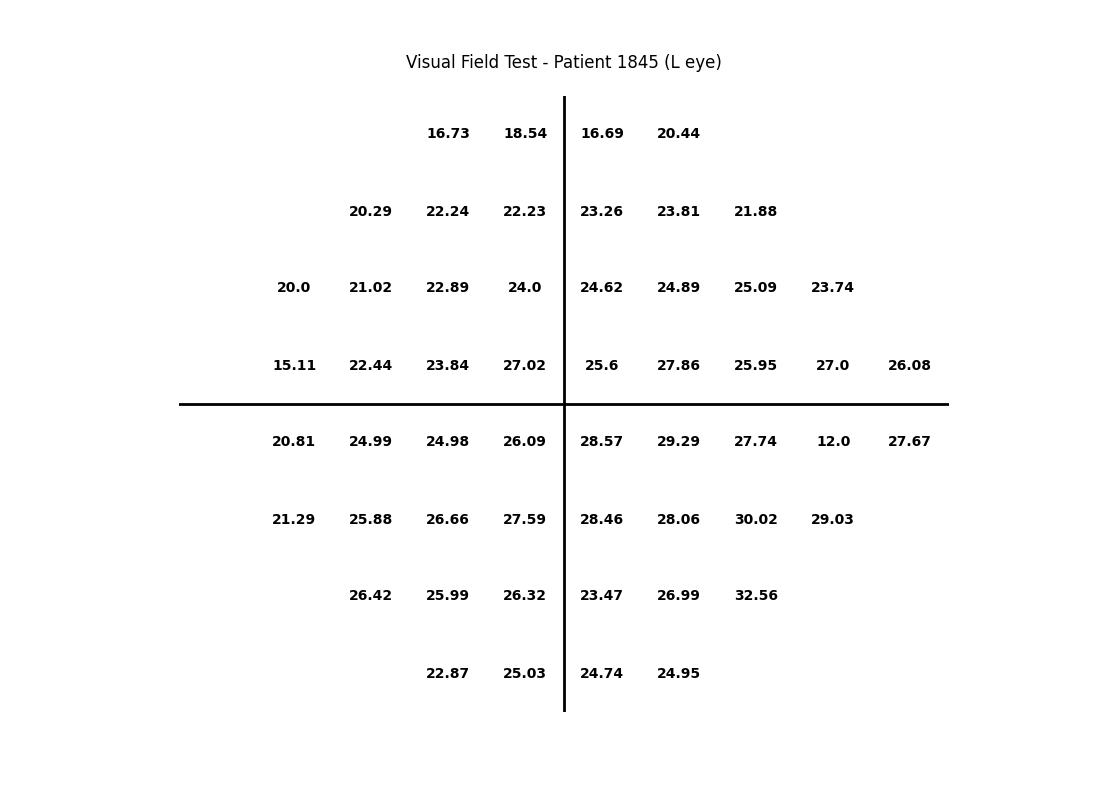 Visual Field Test - Patient 1845 (L eye)
16.73 18.54 16.69 20.44
20.29 22.24 22.23 23.26 23.81 21.88
20.0 21.02 22.89 24.0 24.62 24.89 25.09 23.74
15.11 22.44 23.84 27.02 25.6 27.86 25.95 27.0 26.08
20.81 24.99 24.98 26.09 28.57 29.29 27.74 12.0 27.67
21.29 25.88 26.66 27.59 28.46 28.06 30.02 29.03
26.42 25.99 26.32 23.47 26.99 32.56
22.87 25.03 24.74 24.95